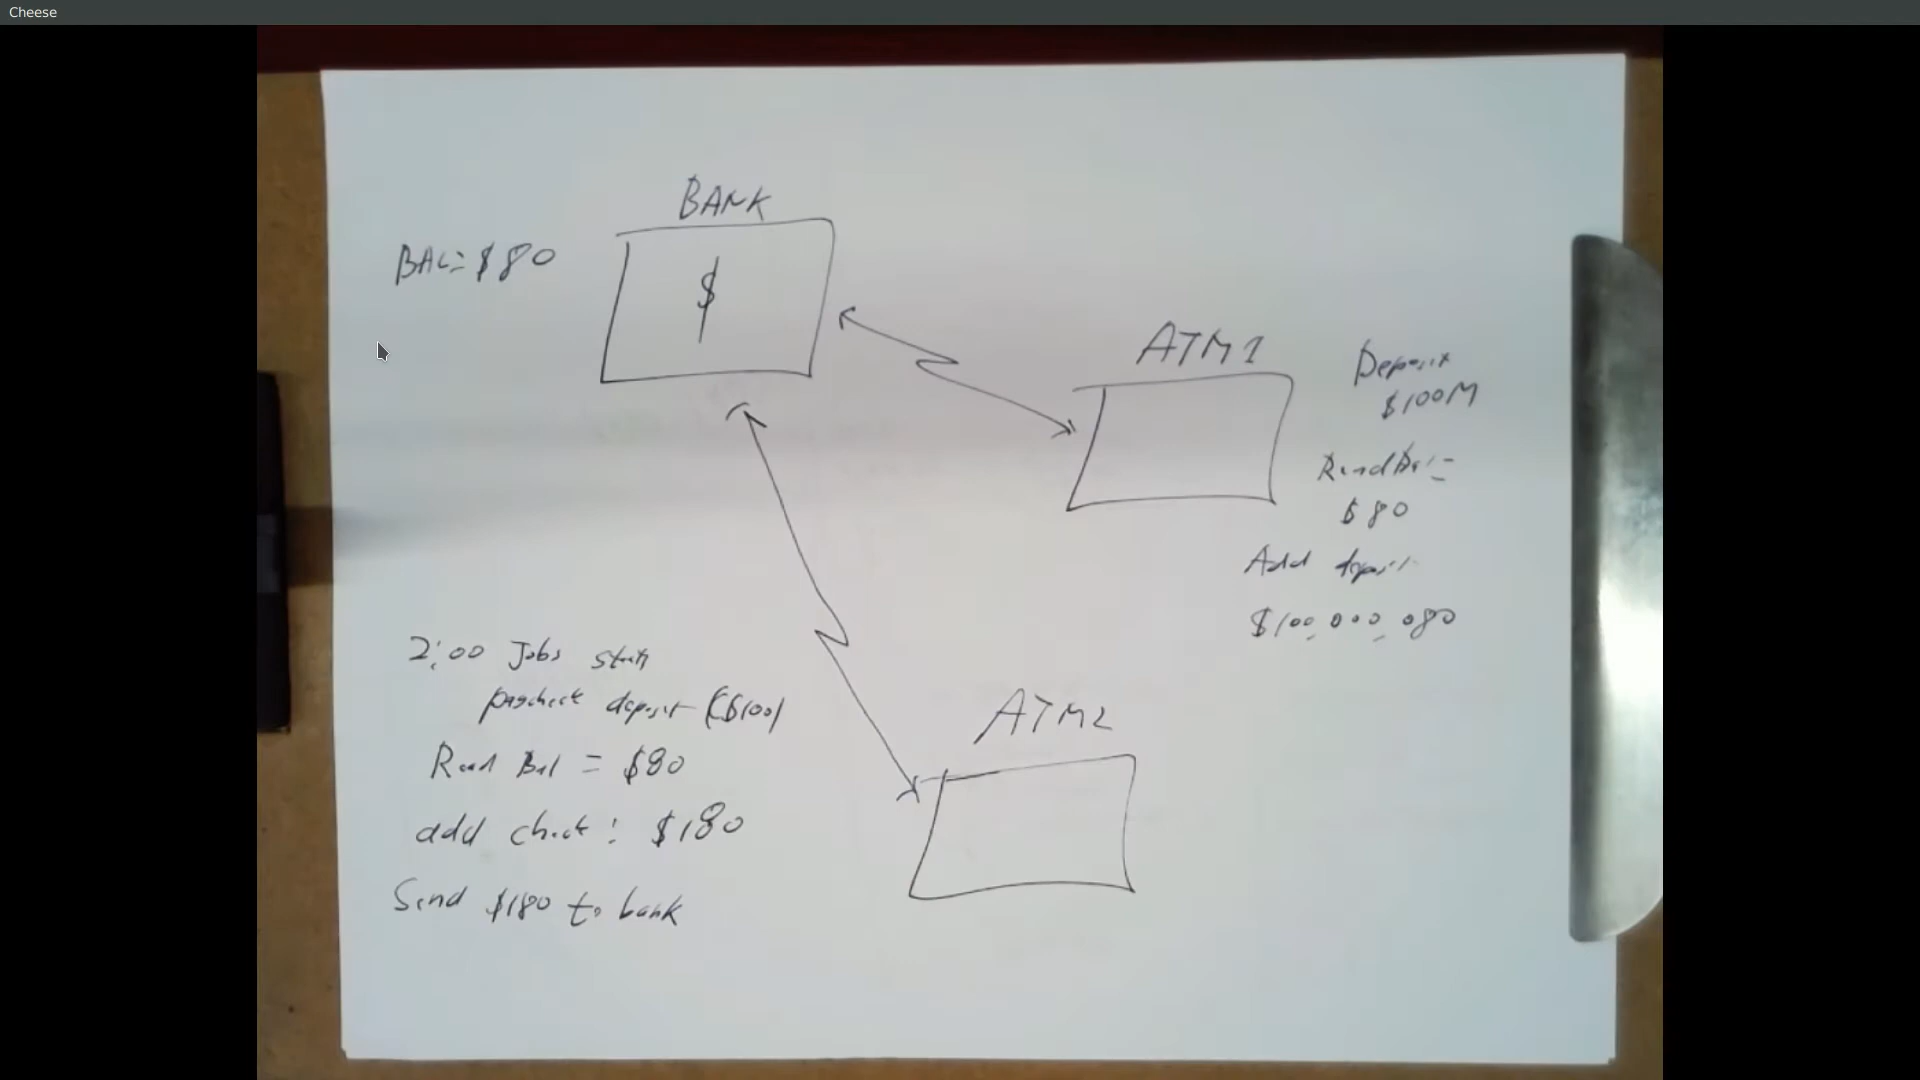 Cheese
BANK
BAL= $80
$
ATM1
Deposit
$100M
Read Bal=
$80
Add deposit
$100,000,080
2:00 Jobs starts
paycheck deposit ($100)
Read Bal = $80
add check: $180
Send $180 to bank
ATM2